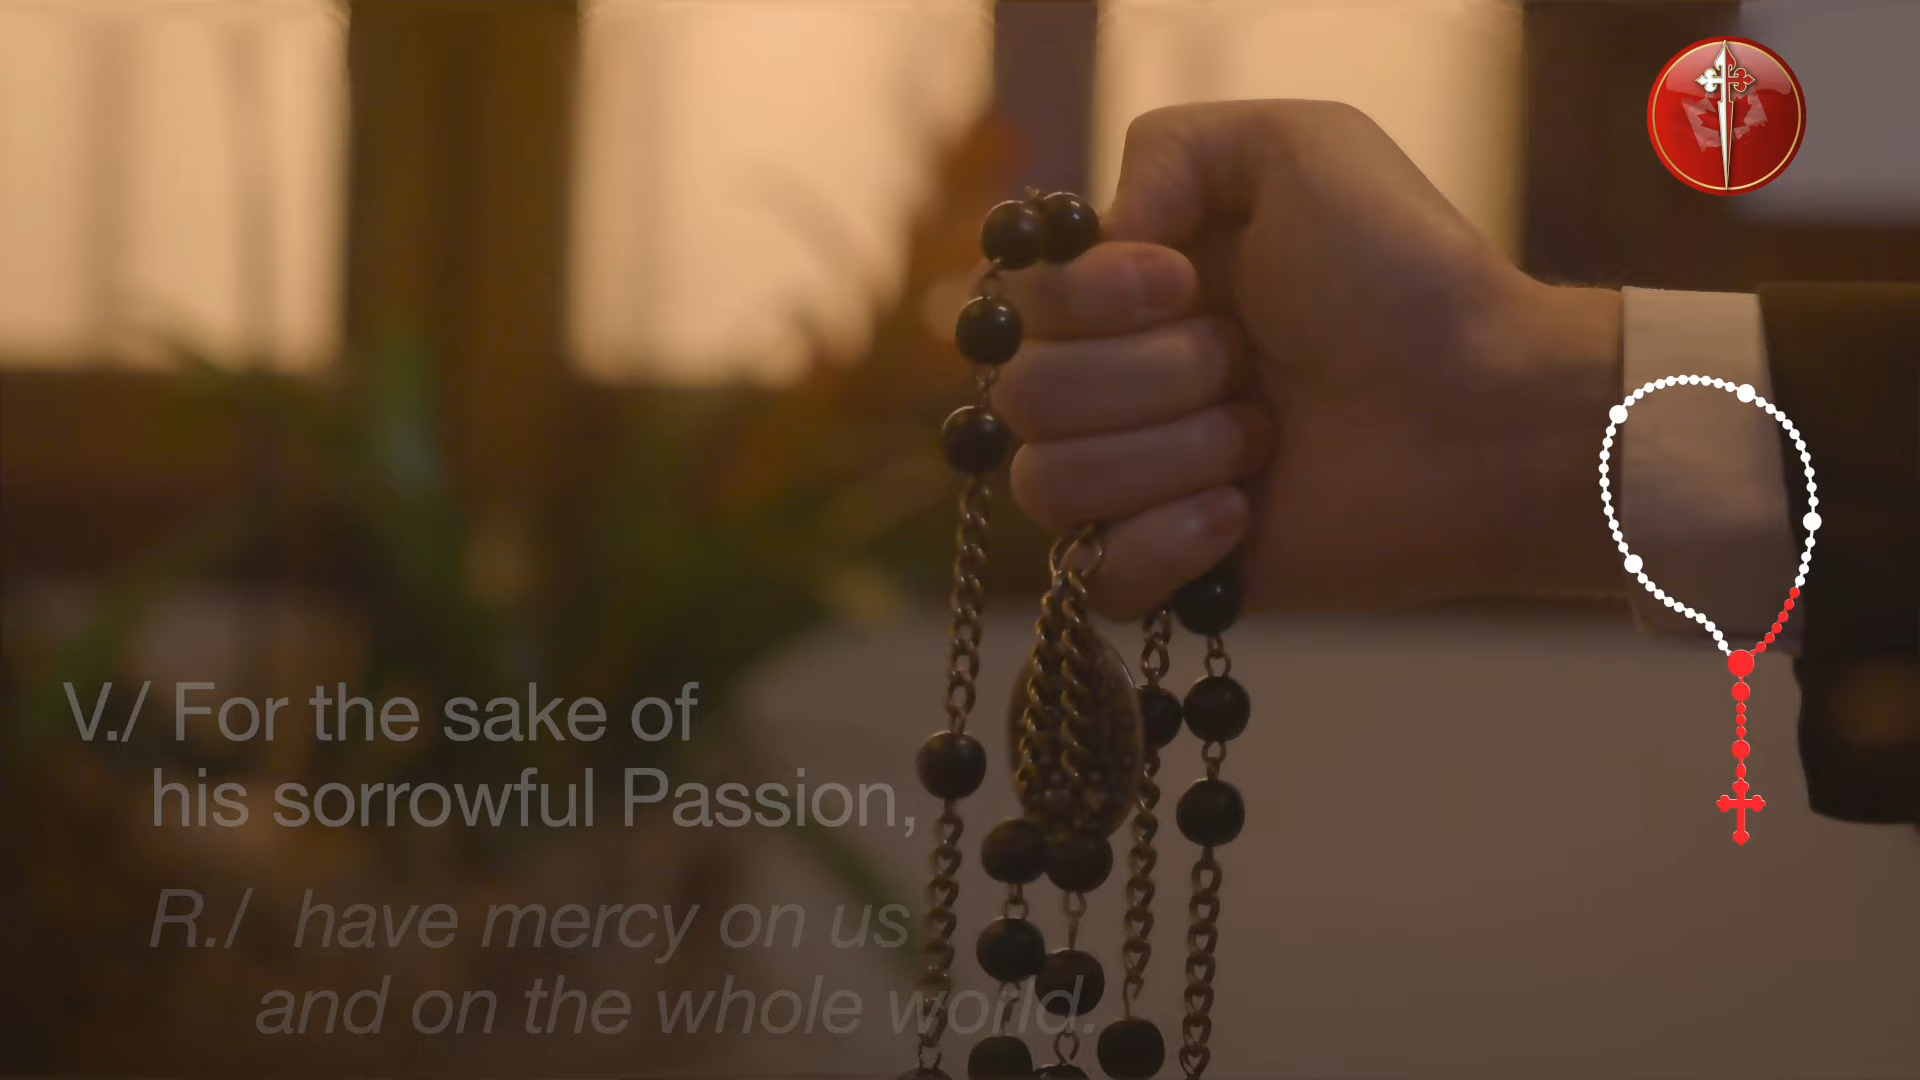 V./ For the sake of
his sorrowful Passion,
R./ have mercy on us
and on the whole world.